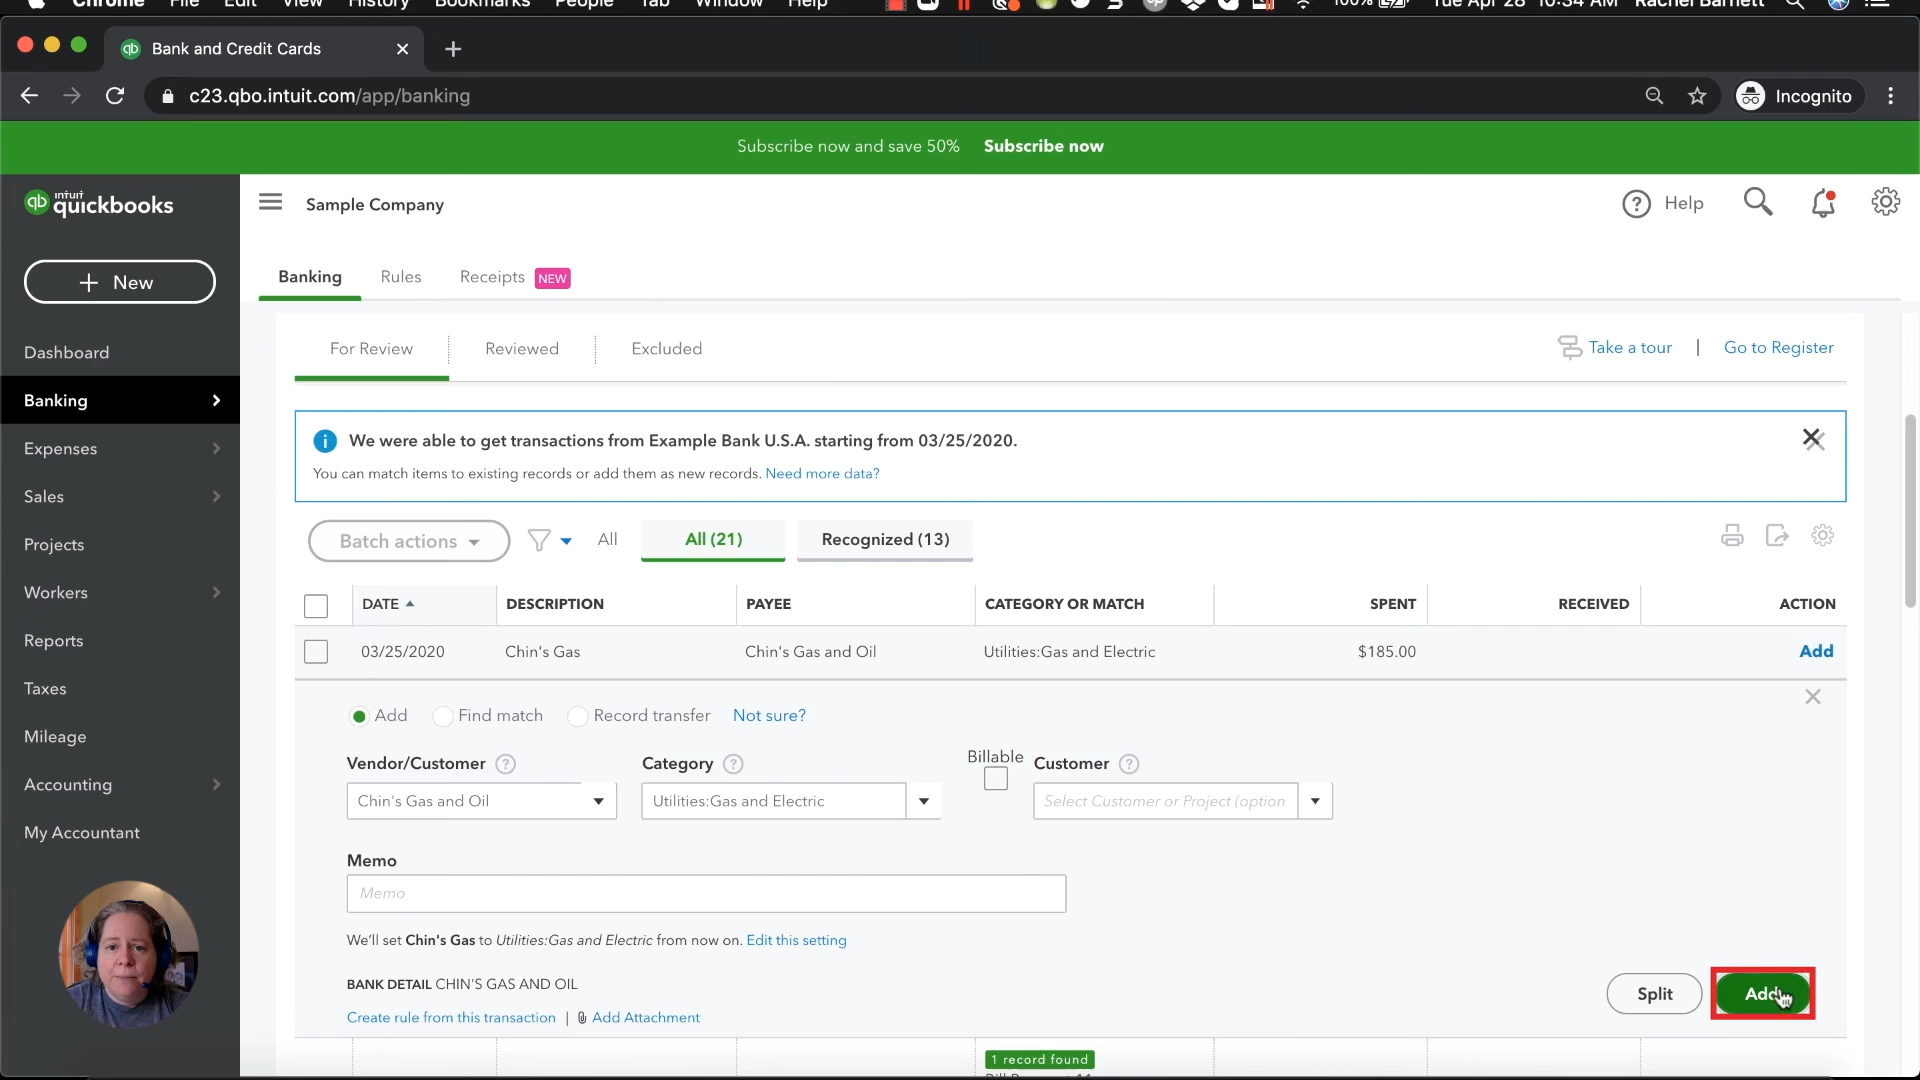 Chrome File Edit View History Bookmarks People Tab Window Help 100% Tue Apr 28 10:34 AM Rachel Barnett
Bank and Credit Cards
c23.qbo.intuit.com/app/banking
Incognito
Subscribe now and save 50% Subscribe now
intuit
quickbooks
Sample Company
Help
+ New
Banking Rules Receipts NEW
Dashboard
Banking
Expenses
Sales
Projects
Workers
Reports
Taxes
Mileage
Accounting
My Accountant
For Review Reviewed Excluded
Take a tour | Go to Register
We were able to get transactions from Example Bank U.S.A. starting from 03/25/2020.
You can match items to existing records or add them as new records. Need more data?
Batch actions All All (21) Recognized (13)
DATE DESCRIPTION PAYEE CATEGORY OR MATCH SPENT RECEIVED ACTION
03/25/2020 Chin's Gas Chin's Gas and Oil Utilities:Gas and Electric $185.00 Add
Add Find match Record transfer Not sure?
Vendor/Customer Category Billable Customer
Chin's Gas and Oil Utilities:Gas and Electric Select Customer or Project (option
Memo
Memo
We'll set Chin's Gas to Utilities:Gas and Electric from now on. Edit this setting
BANK DETAIL CHIN'S GAS AND OIL
Split Add
Create rule from this transaction | Add Attachment
1 record found